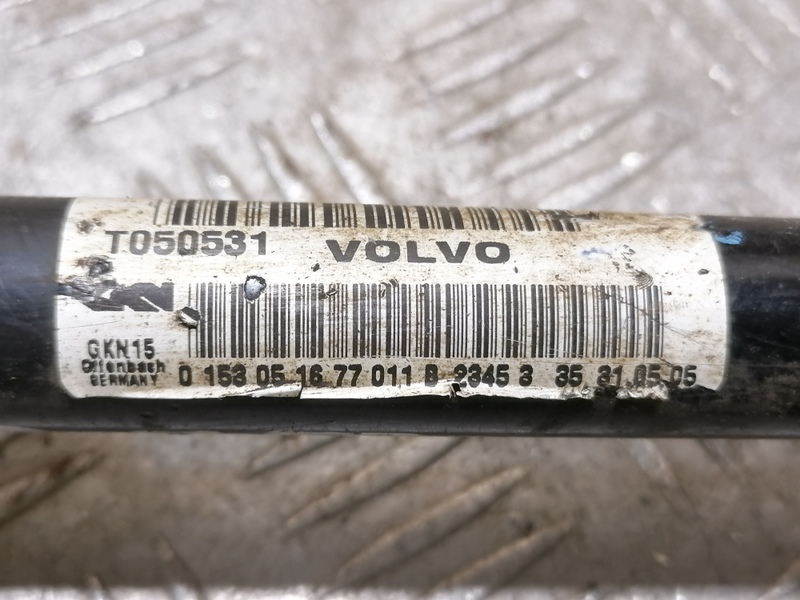 T050531 VOLVO
GKN15
Offenbach
GERMANY
0 153 05 16 77 011 B 2345 3 35 31 05 05